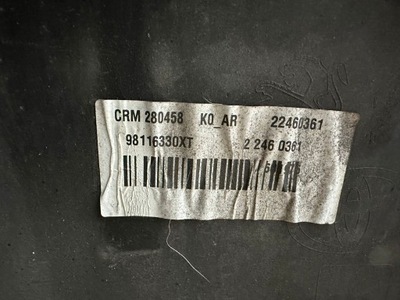 CRM 280458 K0_AR 22460361
98116330XT 2 246 0361